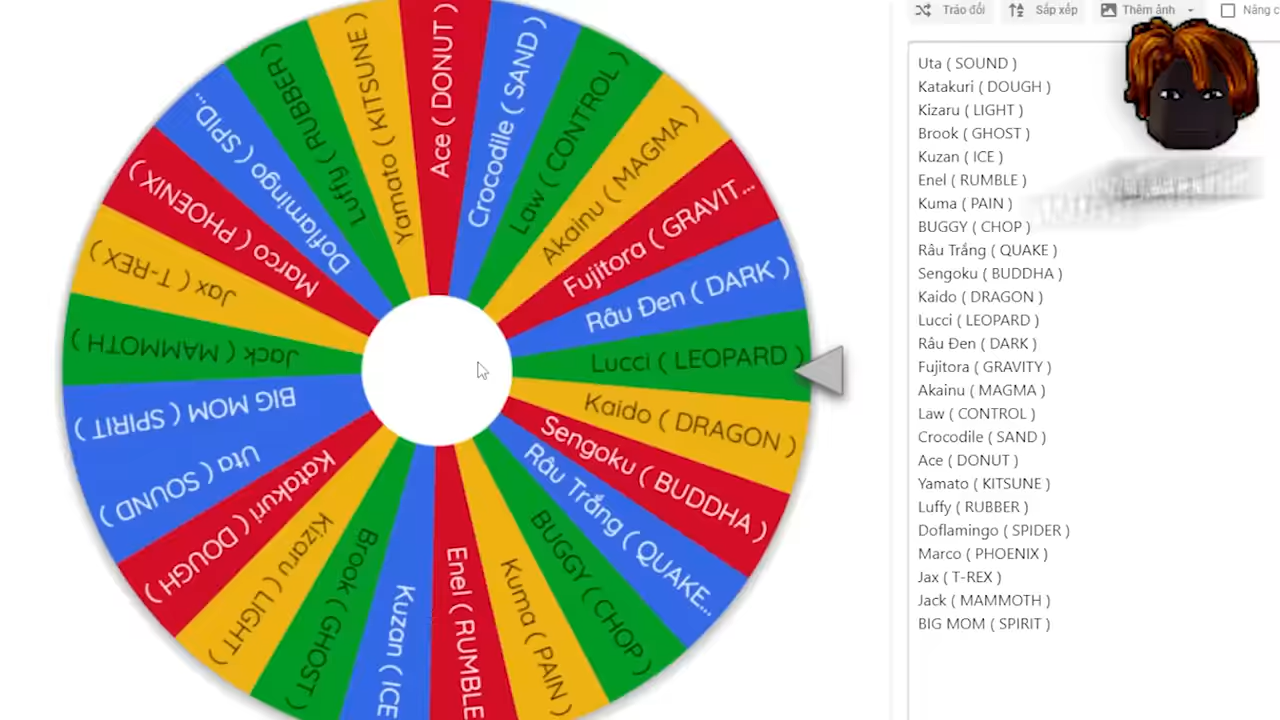 Tráo đổi
Sắp xếp
Thêm ảnh
Nâng c
Uta ( SOUND )
Katakuri ( DOUGH )
Kizaru ( LIGHT )
Brook ( GHOST )
Kuzan ( ICE )
Enel ( RUMBLE )
Kuma ( PAIN )
BUGGY ( CHOP )
Râu Trắng ( QUAKE )
Sengoku ( BUDDHA )
Kaido ( DRAGON )
Lucci ( LEOPARD )
Râu Đen ( DARK )
Fujitora ( GRAVITY )
Akainu ( MAGMA )
Law ( CONTROL )
Crocodile ( SAND )
Ace ( DONUT )
Yamato ( KITSUNE )
Luffy ( RUBBER )
Doflamingo ( SPIDER )
Marco ( PHOENIX )
Jax ( T-REX )
Jack ( MAMMOTH )
BIG MOM ( SPIRIT )
Ace ( DONUT )
Crocodile ( SAND )
Law ( CONTROL )
Akainu ( MAGMA )
Fujitora ( GRAVIT...
Râu Đen ( DARK )
Lucci ( LEOPARD )
Kaido ( DRAGON )
Sengoku ( BUDDHA )
Râu Trắng ( QUAKE...
BUGGY ( CHOP )
Kuma ( PAIN )
Enel ( RUMBLE
Kuzan ( ICE
Brook ( GHOST )
Kizaru ( LIGHT )
Katakuri ( DOUGH )
Uta ( SOUND )
BIG MOM ( SPIRIT )
Jack ( MAMMOTH )
Jax ( T-REX )
Marco ( PHOENIX )
Doflamingo ( SPID...
Luffy ( RUBBER)
Yamato ( KITSUNE )